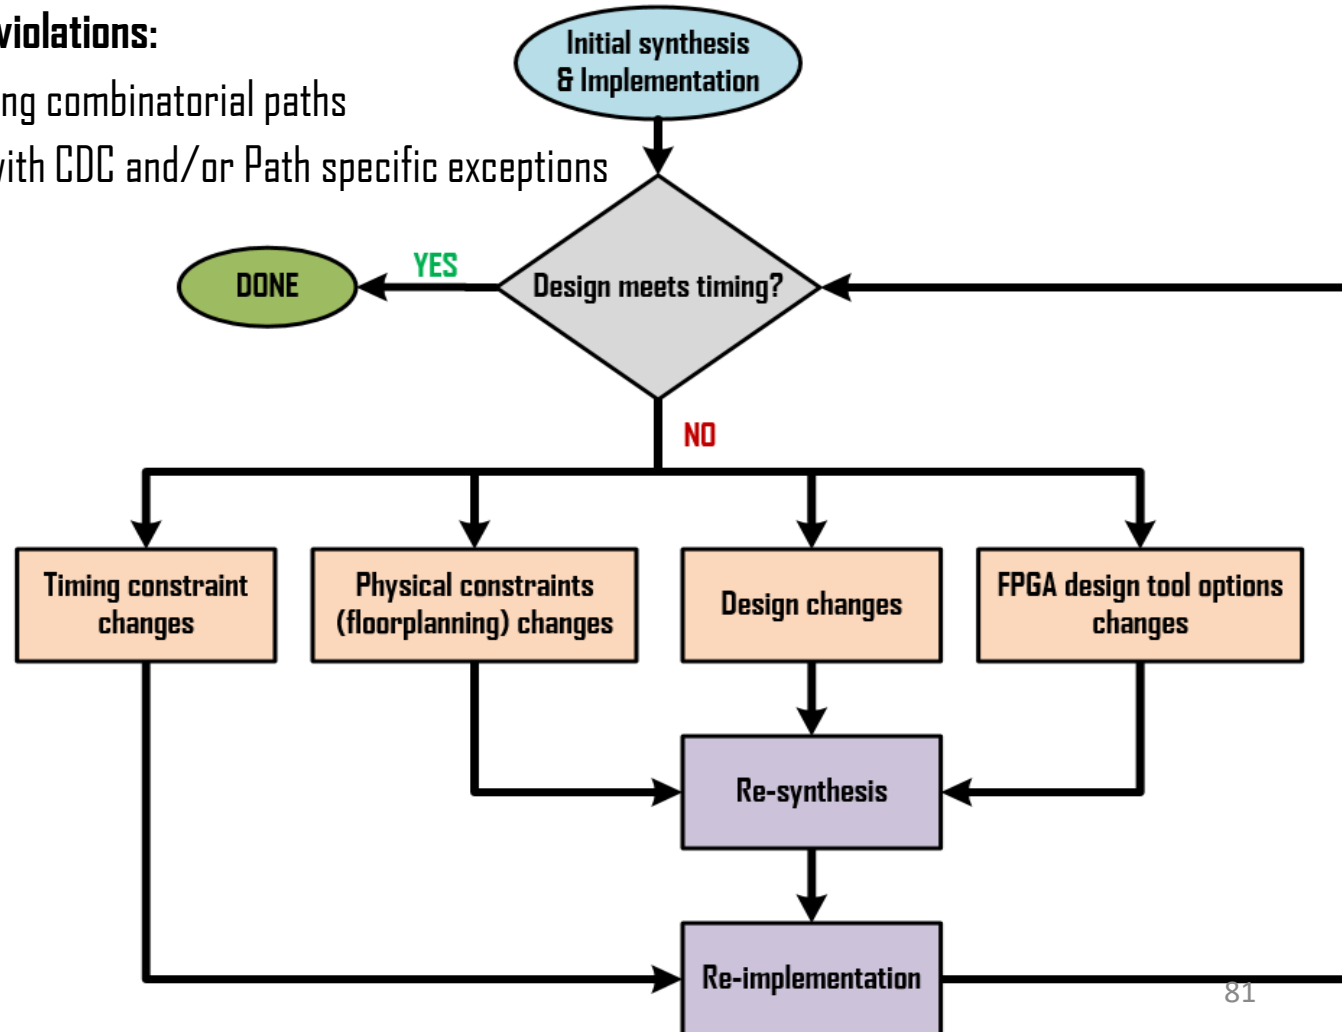 violations:
ng combinatorial paths
with CDC and/or Path specific exceptions
Initial synthesis
& Implementation
DONE
YES
Design meets timing?
NO
Timing constraint
changes
Physical constraints
(floorplanning) changes
Design changes
FPGA design tool options
changes
Re-synthesis
Re-implementation
81